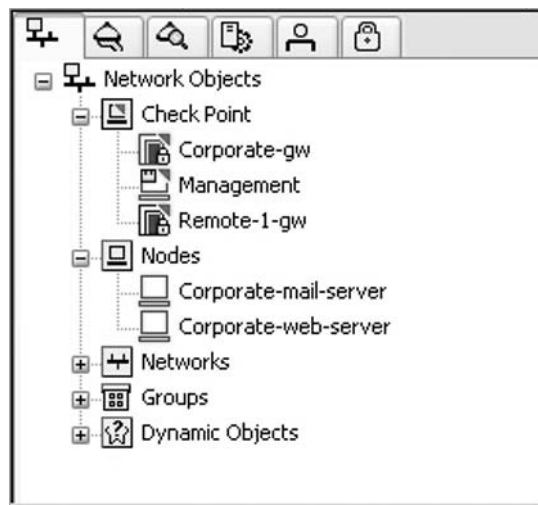 Network Objects
Check Point
Corporate-gw
Management
Remote-1-gw
Nodes
Corporate-mail-server
Corporate-web-server
Networks
Groups
Dynamic Objects